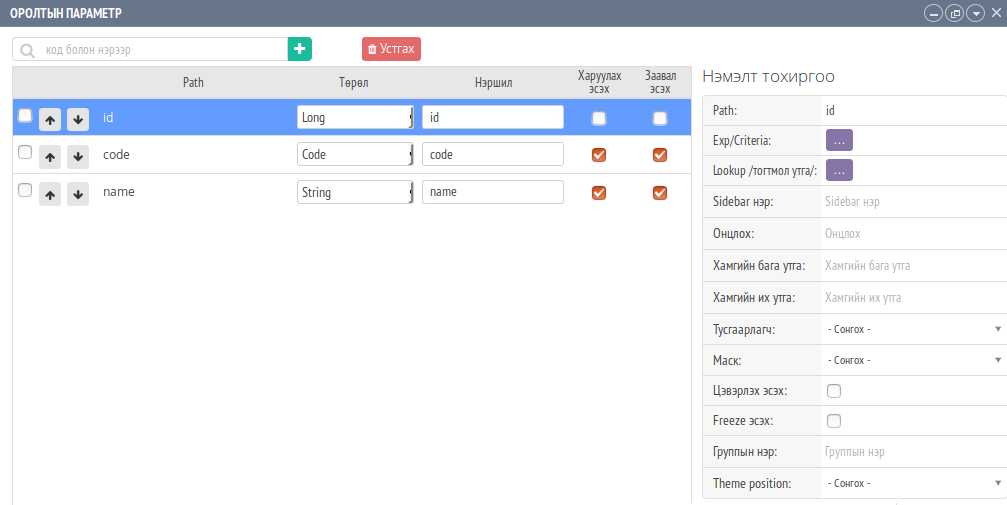 ОРОЛТЫН ПАРАМЕТР
код болон нэрээр
Устгах
Path Төрөл Нэршил Харуулах эсэх Заавал эсэх
id Long id
code Code code
name String name
Нэмэлт тохиргоо
Path: id
Exp/Criteria: ...
Lookup /тогтмол утга/: ...
Sidebar нэр: Sidebar нэр
Онцлох: Онцлох
Хамгийн бага утга: Хамгийн бага утга
Хамгийн их утга: Хамгийн их утга
Тусгаарлагч: - Сонгох -
Маск: - Сонгох -
Цэвэрлэх эсэх:
Freeze эсэх:
Группын нэр: Группын нэр
Theme position: - Сонгох -